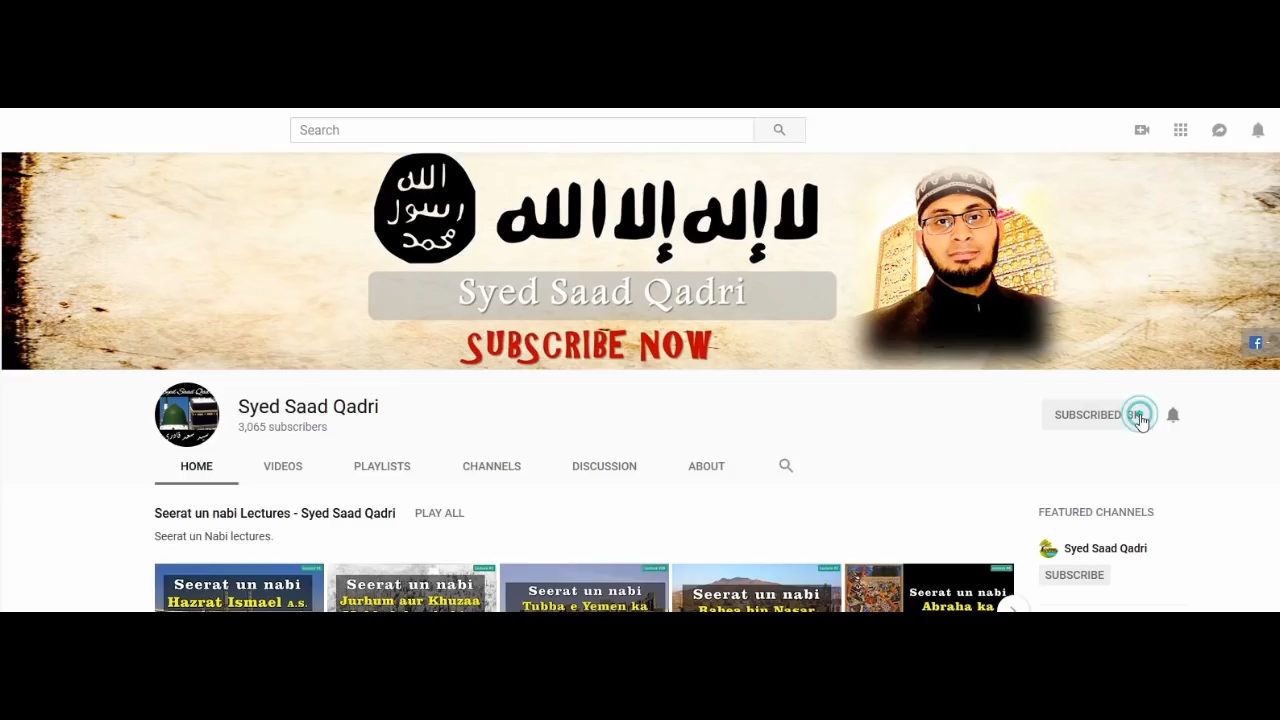 Search
الله
رسول
محمد
لا إله إلا الله
Syed Saad Qadri
SUBSCRIBE NOW
Syed Saad Qadri
3,065 subscribers
SUBSCRIBED
HOME VIDEOS PLAYLISTS CHANNELS DISCUSSION ABOUT
Seerat un nabi Lectures - Syed Saad Qadri PLAY ALL
Seerat un Nabi lectures.
FEATURED CHANNELS
Syed Saad Qadri
SUBSCRIBE
Seerat un nabi
Hazrat Ismael A.S.
Seerat un nabi
Jurhum aur Khuzaa
Seerat un nabi
Tubba e Yemen ka
Seerat un nabi
Rabea bin Nasar
Seerat un nabi
Abraha ka